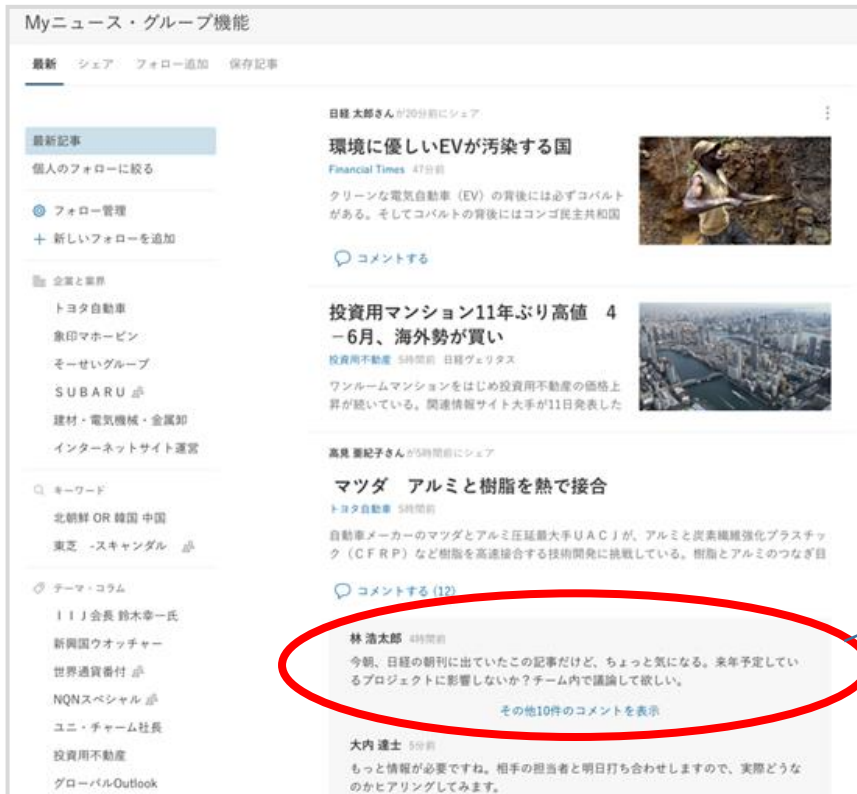 Myニュース・グループ機能
最新 シェア フォロー追加 保存記事
最新記事
個人のフォローに絞る
フォロー管理
＋ 新しいフォローを追加
企業と業界
トヨタ自動車
象印マホービン
そーせいグループ
ＳＵＢＡＲＵ
建材・電気機械・金属卸
インターネットサイト運営
キーワード
北朝鮮 OR 韓国 中国
東芝 -スキャンダル
テーマ・コラム
ＩＩＪ会長 鈴木幸一氏
新興国ウオッチャー
世界通貨番付
NQNスペシャル
ユニ・チャーム社長
投資用不動産
グローバルOutlook
日経 太郎さんが20分前にシェア
環境に優しいEVが汚染する国
Financial Times 47分前
クリーンな電気自動車（EV）の背後には必ずコバルト
がある。そしてコバルトの背後にはコンゴ民主共和国
コメントする
投資用マンション11年ぶり高値 4
－6月、海外勢が買い
投資用不動産 5時間前 日経ヴェリタス
ワンルームマンションをはじめ投資用不動産の価格上
昇が続いている。関連情報サイト大手が11日発表した
高見 亜紀子さんが5時間前にシェア
マツダ アルミと樹脂を熱で接合
トヨタ自動車 5時間前
自動車メーカーのマツダとアルミ圧延最大手ＵＡＣＪが、アルミと炭素繊維強化プラスチッ
ク（ＣＦＲＰ）など樹脂を高速接合する技術開発に挑戦している。樹脂とアルミのつなぎ目
コメントする (12)
林 浩太郎 4時間前
今朝、日経の朝刊に出ていたこの記事だけど、ちょっと気になる。来年予定してい
るプロジェクトに影響しないか？チーム内で議論して欲しい。
その他10件のコメントを表示
大内 達士 5分前
もっと情報が必要ですね。相手の担当者と明日打ち合わせしますので、実際どうな
のかヒアリングしてみます。